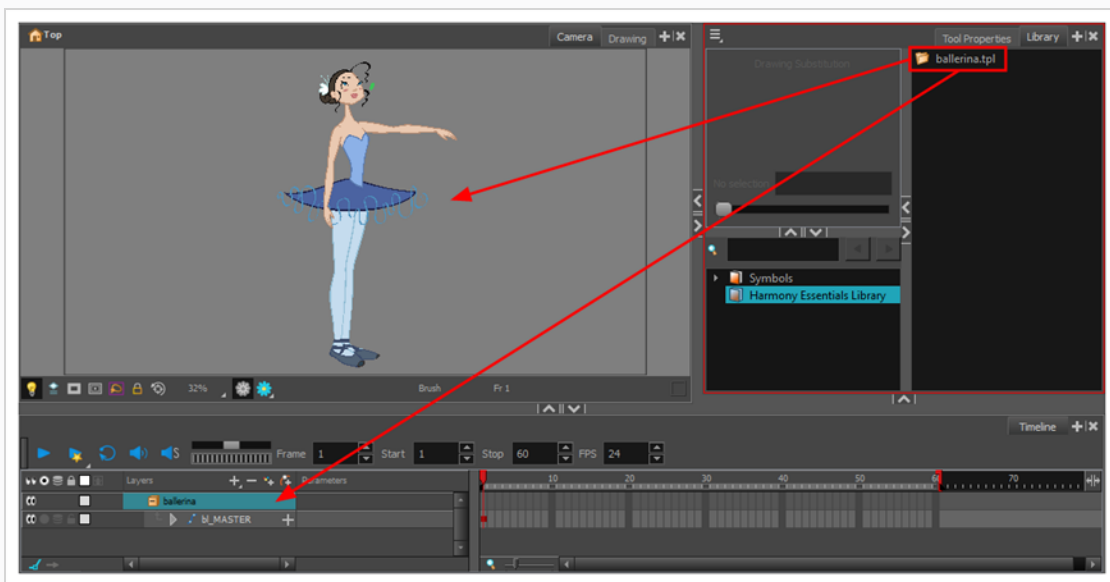 Top
Camera Drawing
Tool Properties Library
Drawing Substitution
ballerina.tpl
No selection
Symbols
Harmony Essentials Library
32% Brush Fr 1
Timeline
Frame 1 Start 1 Stop 60 FPS 24
Layers Parameters
10 20 30 40 50 60 70
ballerina
bl_MASTER